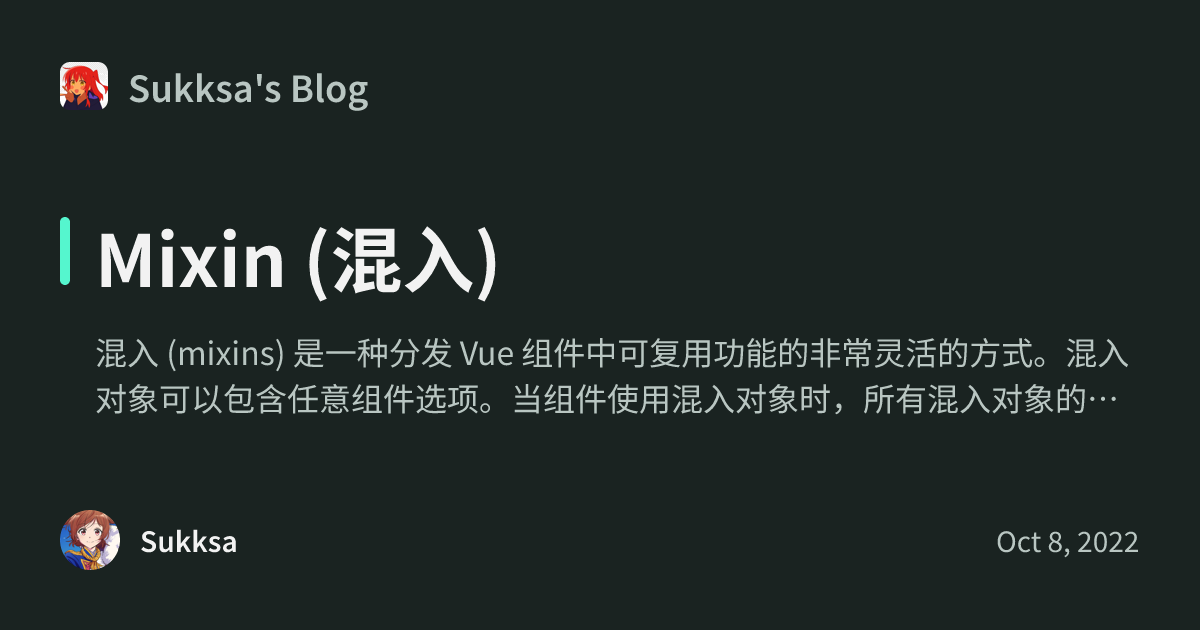 Sukksa's Blog
Mixin (混入)
混入 (mixins) 是一种分发 Vue 组件中可复用功能的非常灵活的方式。混入
对象可以包含任意组件选项。当组件使用混入对象时，所有混入对象的…
Sukksa
Oct 8, 2022